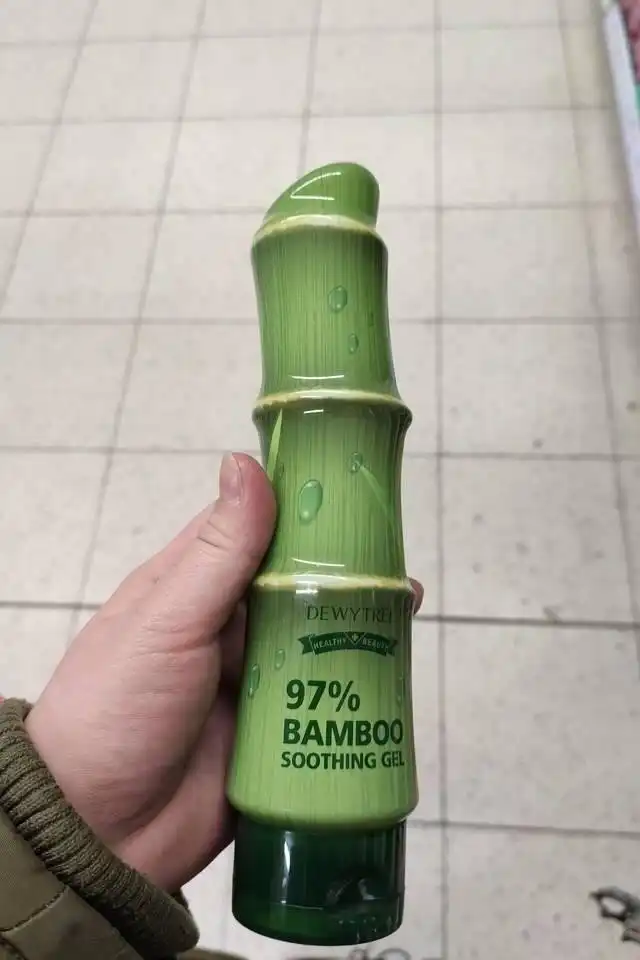 DEWYTREE
HEALTHY BEAUTY
97%
BAMBOO
SOOTHING GEL